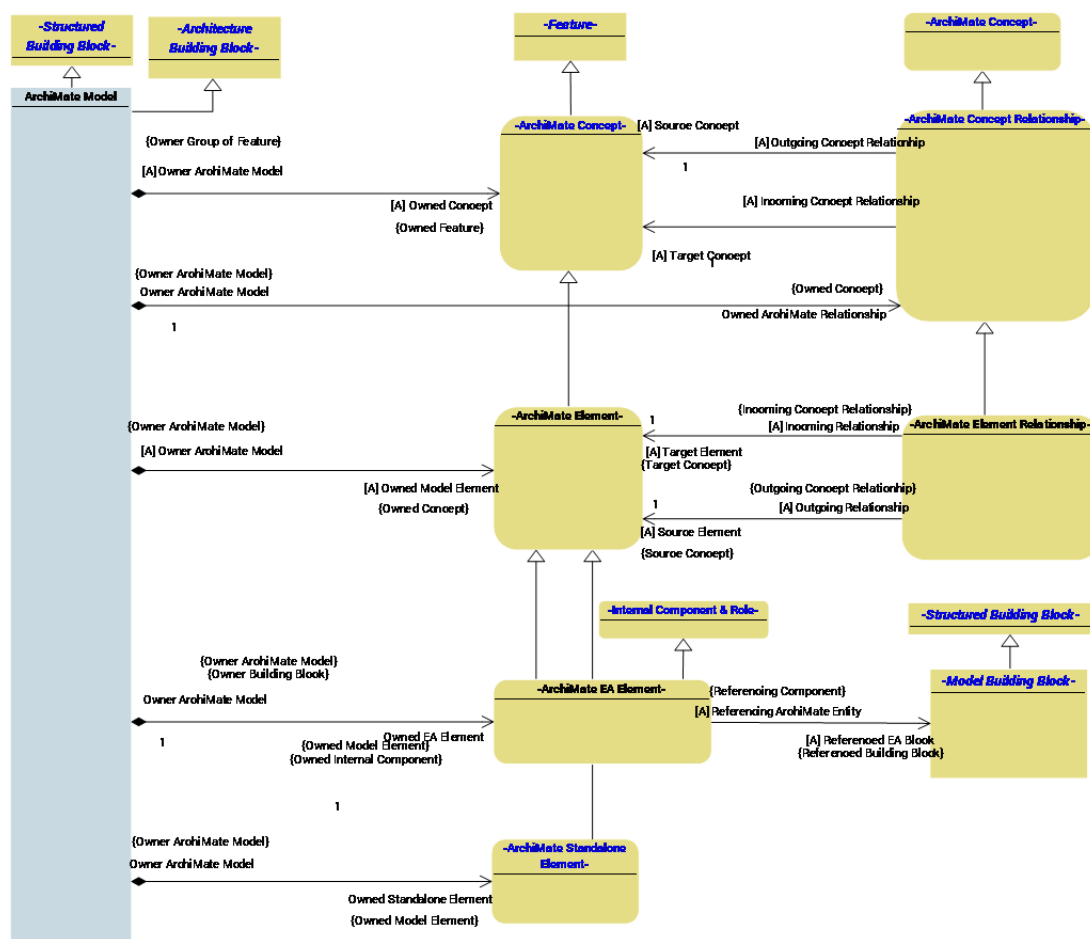 -Structured
Building Block-
-Architecture
Building Block-
-Feature-
-ArchiMate Concept-
ArchiMate Model
{Owner Group of Feature}
[A] Owner ArchiMate Model
[A] Owned Concept
{Owned Feature}
-ArchiMate Concept-
[A] Source Concept
-ArchiMate Concept Relationship-
[A] Outgoing Concept Relationship
1
[A] Incoming Concept Relationship
[A] Target Concept
1
{Owner ArchiMate Model}
Owner ArchiMate Model
1
{Owned Concept}
Owned ArchiMate Relationship
-ArchiMate Element-
{Owner ArchiMate Model}
[A] Owner ArchiMate Model
[A] Owned Model Element
{Owned Concept}
1
{Incoming Concept Relationship}
[A] Incoming Relationship
-ArchiMate Element Relationship-
[A] Target Element
{Target Concept}
{Outgoing Concept Relatioship}
1
[A] Outgoing Relationship
[A] Source Element
{Source Concept}
-Internal Component & Role-
-Structured Building Block-
{Owner ArchiMate Model}
{Owner Building Blook}
Owner ArchiMate Model
1
-ArchiMate EA Element-
{Referencing Component}
[A] Referencing ArchiMate Entity
-Model Building Block-
Owned EA Element
{Owned Model Element}
{Owned Internal Component}
[A] Referenced EA Block
{Referenced Building Block}
1
{Owner ArchiMate Model}
Owner ArchiMate Model
-ArchiMate Standalone
Element-
Owned Standalone Element
{Owned Model Element}